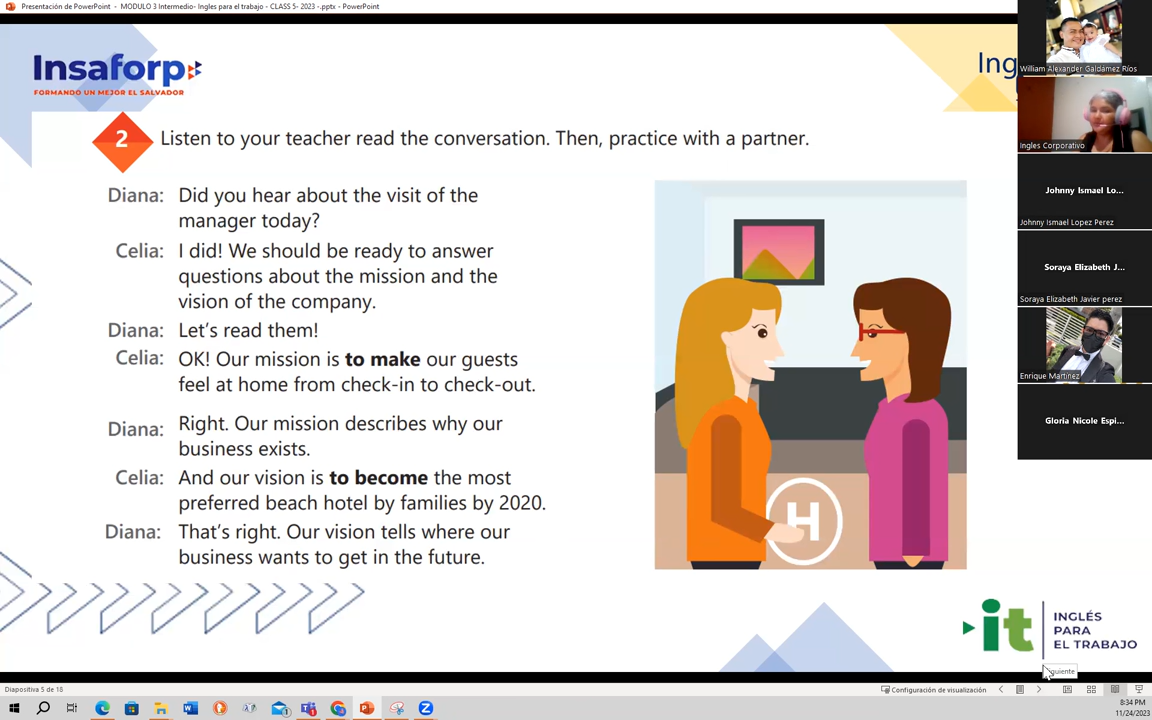 Presentación de PowerPoint - MODULO 3 Intermedio- Ingles para el trabajo - CLASS 5- 2023 -.pptx - PowerPoint
Insaforp
FORMANDO UN MEJOR EL SALVADOR
Ing
2
Listen to your teacher read the conversation. Then, practice with a partner.
Diana: Did you hear about the visit of the
manager today?
Celia: I did! We should be ready to answer
questions about the mission and the
vision of the company.
Diana: Let's read them!
Celia: OK! Our mission is to make our guests
feel at home from check-in to check-out.
Diana: Right. Our mission describes why our
business exists.
Celia: And our vision is to become the most
preferred beach hotel by families by 2020.
Diana: That's right. Our vision tells where our
business wants to get in the future.
H
William Alexander Galdamez Ríos
Ingles Corporativo
Johnny Ismael Lo...
Johnny Ismael Lopez Perez
Soraya Elizabeth J...
Soraya Elizabeth Javier perez
Enrique Martinez
Gloria Nicole Espi...
it
INGLÉS
PARA
EL TRABAJO
Diapositiva 5 de 18
Configuración de visualización
8:34 PM
11/24/2023